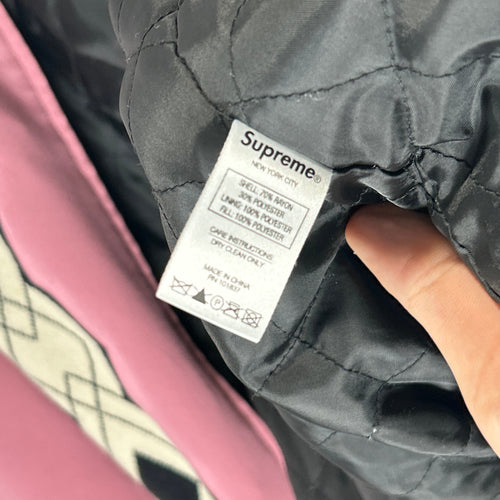 Supreme®
NEW YORK CITY
SHELL: 70% RAYON
30% POLYESTER
LINING: 100% POLYESTER
FILL: 100% POLYESTER
CARE INSTRUCTIONS
DRY CLEAN ONLY
MADE IN CHINA
P/N 101837
P